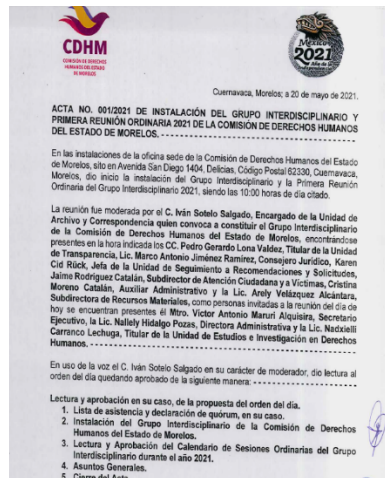 CDHM
COMISIÓN DE DERECHOS
HUMANOS DEL ESTADO
DE MORELOS
México
2021
Año de la
Independencia
Cuernavaca, Morelos; a 20 de mayo de 2021.
ACTA NO. 001/2021 DE INSTALACIÓN DEL GRUPO INTERDISCIPLINARIO Y
PRIMERA REUNIÓN ORDINARIA 2021 DE LA COMISIÓN DE DERECHOS HUMANOS
DEL ESTADO DE MORELOS. - - - - - - - - - - - - - - - - - - - - - - - - - - - - - -
En las instalaciones de la oficina sede de la Comisión de Derechos Humanos del Estado
de Morelos, sito en Avenida San Diego 1404, Delicias, Código Postal 62330, Cuernavaca,
Morelos, dio inicio la instalación del Grupo Interdisciplinario y la Primera Reunión
Ordinaria del Grupo Interdisciplinario 2021, siendo las 10:00 horas de día citado.
La reunión fue moderada por el C. Iván Sotelo Salgado, Encargado de la Unidad de
Archivo y Correspondencia quien convoca a constituir el Grupo Interdisciplinario
de la Comisión de Derechos Humanos del Estado de Morelos, encontrándose
presentes en la hora indicada los CC. Pedro Gerardo Lona Valdez, Titular de la Unidad
de Transparencia, Lic. Marco Antonio Jiménez Ramírez, Consejero Jurídico, Karen
Cid Rück, Jefa de la Unidad de Seguimiento a Recomendaciones y Solicitudes,
Jaime Rodríguez Catalán, Subdirector de Atención Ciudadana y a Víctimas, Cristina
Moreno Catalán, Auxiliar Administrativo y la Lic. Arely Velázquez Alcántara,
Subdirectora de Recursos Materiales, como personas invitadas a la reunión del día de
hoy se encuentran presentes él Mtro. Víctor Antonio Maruri Alquisira, Secretario
Ejecutivo, la Lic. Nallely Hidalgo Pozas, Directora Administrativa y la Lic. Nadxielli
Carranco Lechuga, Titular de la Unidad de Estudios e Investigación en Derechos
Humanos. - - - - - - - - - - - - - - - - - - - - - - - - - - - - - - - - - - - - - -
En uso de la voz el C. Iván Sotelo Salgado en su carácter de moderador, dio lectura al
orden del día quedando aprobado de la siguiente manera: - - - - - - - - - - - - - - - - -
Lectura y aprobación en su caso, de la propuesta del orden del día.
1. Lista de asistencia y declaración de quórum, en su caso.
2. Instalación del Grupo Interdisciplinario de la Comisión de Derechos
Humanos del Estado de Morelos.
3. Lectura y Aprobación del Calendario de Sesiones Ordinarias del Grupo
Interdisciplinario durante el año 2021.
4. Asuntos Generales.
5. Cierre del Acta.